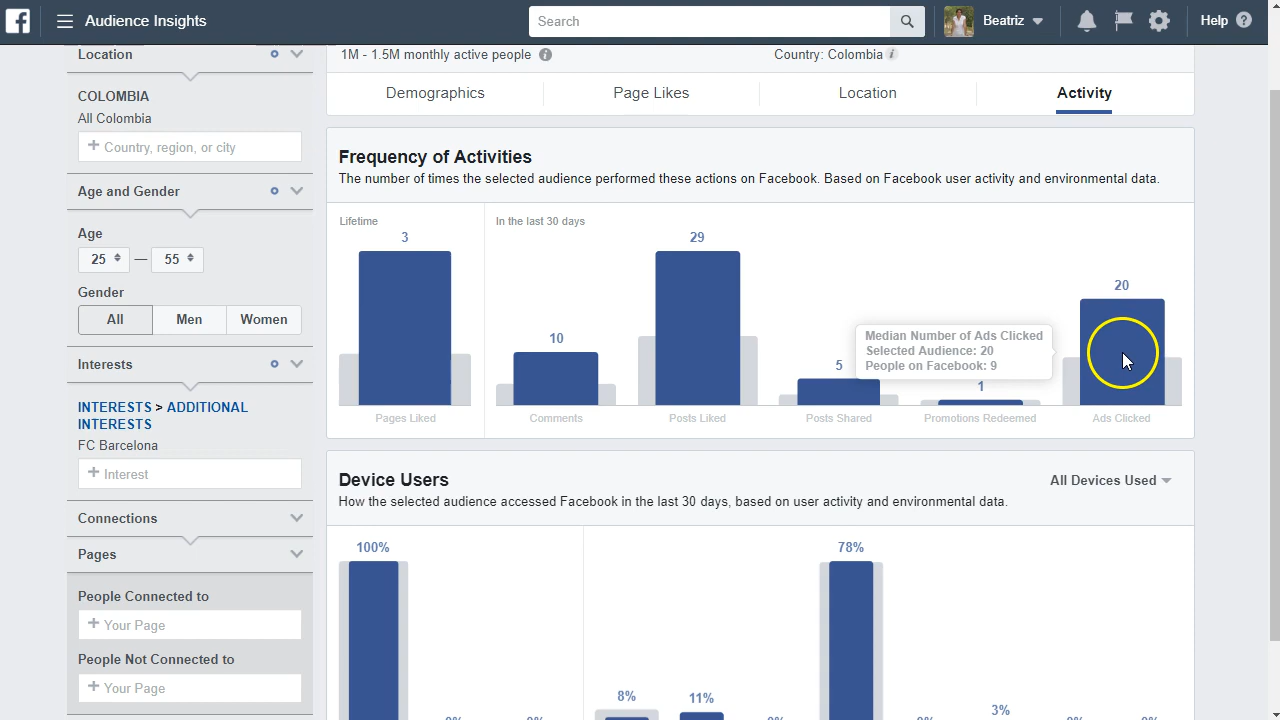 f
Audience Insights
Search
Beatriz
Help ?
Location
COLOMBIA
All Colombia
+ Country, region, or city
Age and Gender
Age
25 — 55
Gender
All Men Women
Interests
INTERESTS > ADDITIONAL
INTERESTS
FC Barcelona
+ Interest
Connections
Pages
People Connected to
+ Your Page
People Not Connected to
+ Your Page
1M - 1.5M monthly active people i
Country: Colombia i
Demographics Page Likes Location Activity
Frequency of Activities
The number of times the selected audience performed these actions on Facebook. Based on Facebook user activity and environmental data.
Lifetime
In the last 30 days
3
10
29
5
1
20
Median Number of Ads Clicked
Selected Audience: 20
People on Facebook: 9
Pages Liked
Comments
Posts Liked
Posts Shared
Promotions Redeemed
Ads Clicked
Device Users
All Devices Used
How the selected audience accessed Facebook in the last 30 days, based on user activity and environmental data.
100%
8%
11%
78%
3%